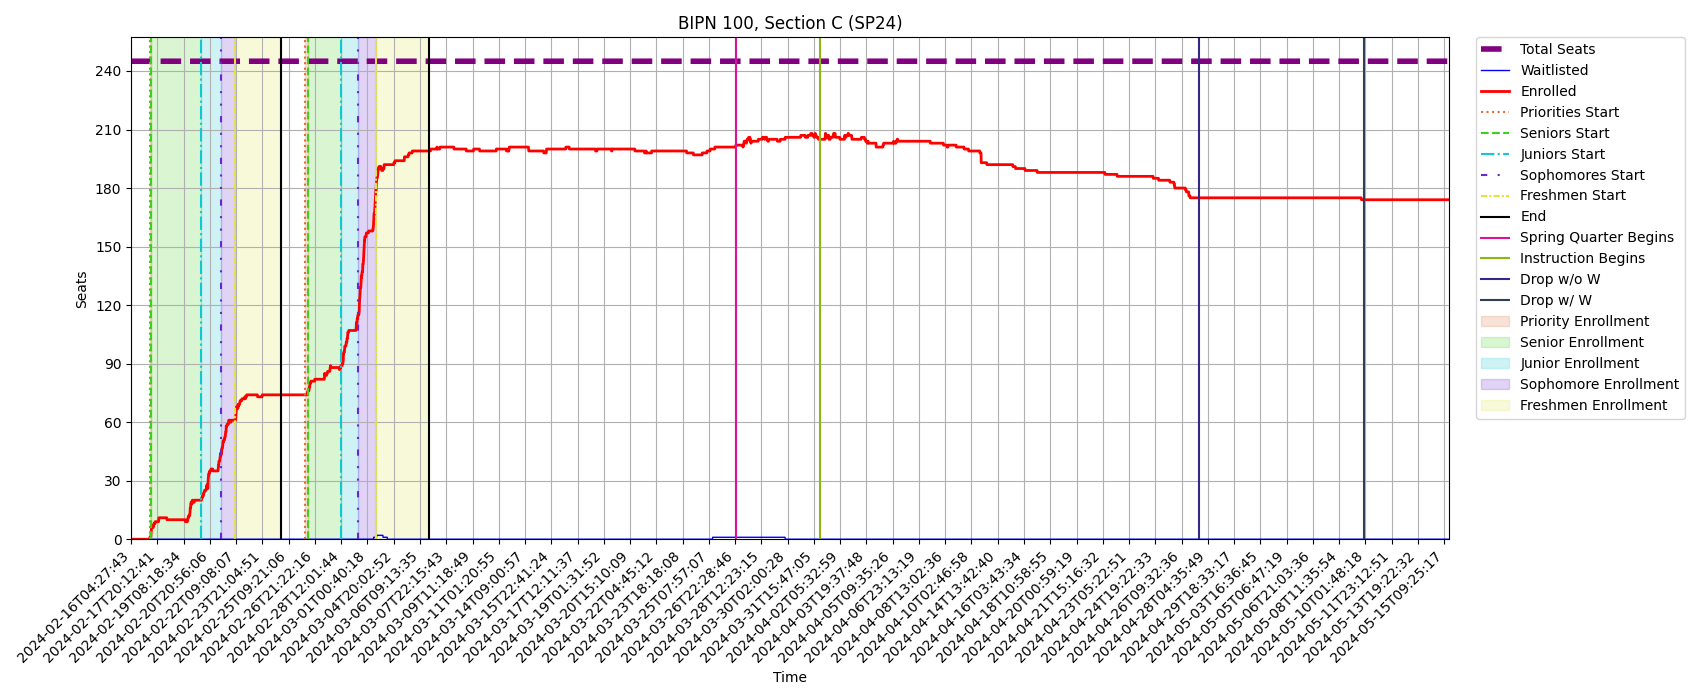 BIPN 100, Section C (SP24)
Total Seats
Waitlisted
Enrolled
Priorities Start
Seniors Start
Juniors Start
Sophomores Start
Freshmen Start
End
Spring Quarter Begins
Instruction Begins
Drop w/o W
Drop w/ W
Priority Enrollment
Senior Enrollment
Junior Enrollment
Sophomore Enrollment
Freshmen Enrollment
Seats
240
210
180
150
120
90
60
30
0
2024-02-16T04:27:43
2024-02-17T20:12:41
2024-02-19T08:18:34
2024-02-20T20:56:06
2024-02-22T09:08:07
2024-02-23T21:04:51
2024-02-25T09:21:06
2024-02-26T21:22:16
2024-02-28T12:01:44
2024-03-01T00:40:18
2024-03-04T02:02:52
2024-03-06T09:13:35
2024-03-07T22:15:43
2024-03-09T11:18:49
2024-03-12T10:20:55
2024-03-14T09:00:57
2024-03-15T22:41:24
2024-03-17T12:11:37
2024-03-19T01:31:52
2024-03-20T15:10:09
2024-03-22T04:45:12
2024-03-23T18:18:08
2024-03-25T07:57:07
2024-03-26T22:28:46
2024-03-28T12:23:15
2024-03-30T02:00:28
2024-03-31T15:47:05
2024-04-02T05:32:59
2024-04-03T19:37:48
2024-04-05T09:35:26
2024-04-06T23:13:19
2024-04-08T13:02:36
2024-04-10T02:46:58
2024-04-14T13:42:40
2024-04-16T03:43:34
2024-04-18T10:58:55
2024-04-20T00:59:19
2024-04-21T15:16:32
2024-04-23T05:22:51
2024-04-24T19:22:33
2024-04-26T09:32:36
2024-04-28T04:35:49
2024-04-29T18:33:17
2024-05-03T16:36:45
2024-05-05T06:47:19
2024-05-06T21:03:36
2024-05-08T11:35:54
2024-05-10T01:48:18
2024-05-11T23:12:51
2024-05-13T19:22:32
2024-05-15T09:25:17
Time